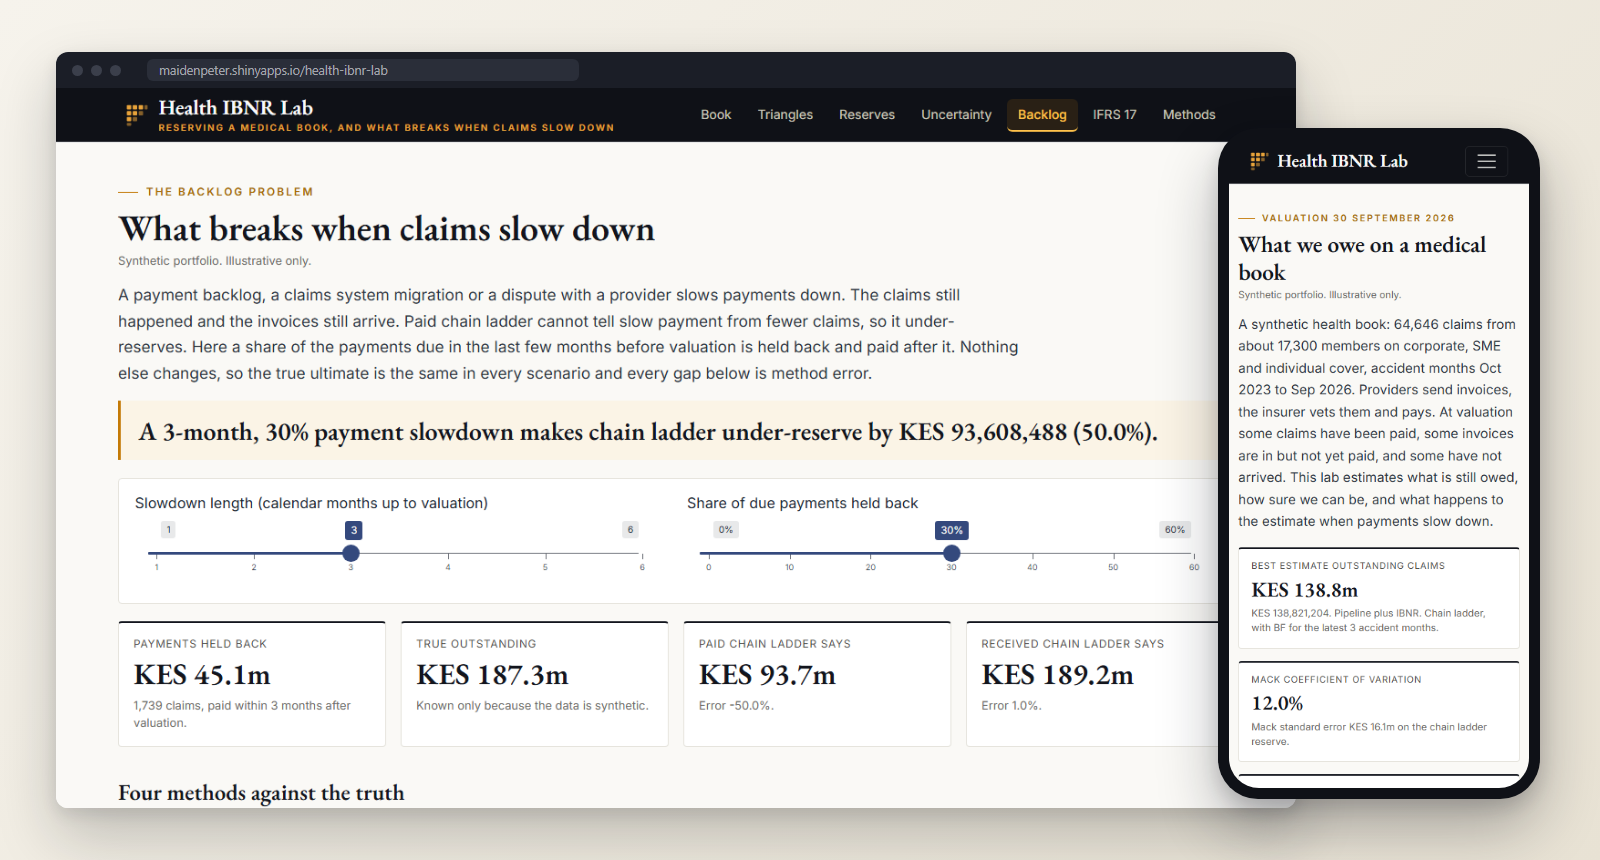 maidenpeter.shinyapps.io/health-ibnr-lab
Health IBNR Lab
RESERVING A MEDICAL BOOK, AND WHAT BREAKS WHEN CLAIMS SLOW DOWN
Book Triangles Reserves Uncertainty Backlog IFRS 17 Methods
THE BACKLOG PROBLEM
What breaks when claims slow down
Synthetic portfolio. Illustrative only.
A payment backlog, a claims system migration or a dispute with a provider slows payments down. The claims still
happened and the invoices still arrive. Paid chain ladder cannot tell slow payment from fewer claims, so it under-
reserves. Here a share of the payments due in the last few months before valuation is held back and paid after it. Nothing
else changes, so the true ultimate is the same in every scenario and every gap below is method error.
A 3-month, 30% payment slowdown makes chain ladder under-reserve by KES 93,608,488 (50.0%).
Slowdown length (calendar months up to valuation)
1 3 6
1 2 3 4 5 6
Share of due payments held back
0% 30% 60%
0 10 20 30 40 50 60
PAYMENTS HELD BACK
KES 45.1m
1,739 claims, paid within 3 months after
valuation.
TRUE OUTSTANDING
KES 187.3m
Known only because the data is synthetic.
PAID CHAIN LADDER SAYS
KES 93.7m
Error -50.0%.
RECEIVED CHAIN LADDER SAYS
KES 189.2m
Error 1.0%.
Four methods against the truth
Health IBNR Lab
VALUATION 30 SEPTEMBER 2026
What we owe on a medical
book
Synthetic portfolio. Illustrative only.
A synthetic health book: 64,646 claims from
about 17,300 members on corporate, SME
and individual cover, accident months Oct
2023 to Sep 2026. Providers send invoices,
the insurer vets them and pays. At valuation
some claims have been paid, some invoices
are in but not yet paid, and some have not
arrived. This lab estimates what is still owed,
how sure we can be, and what happens to
the estimate when payments slow down.
BEST ESTIMATE OUTSTANDING CLAIMS
KES 138.8m
KES 138,821,204. Pipeline plus IBNR. Chain ladder,
with BF for the latest 3 accident months.
MACK COEFFICIENT OF VARIATION
12.0%
Mack standard error KES 16.1m on the chain ladder
reserve.